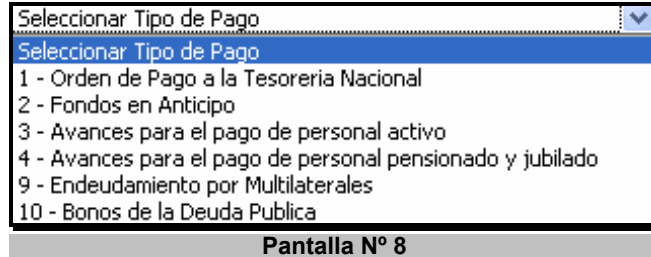 Seleccionar Tipo de Pago
Seleccionar Tipo de Pago
1 - Orden de Pago a la Tesoreria Nacional
2 - Fondos en Anticipo
3 - Avances para el pago de personal activo
4 - Avances para el pago de personal pensionado y jubilado
9 - Endeudamiento por Multilaterales
10 - Bonos de la Deuda Publica
Pantalla Nº 8